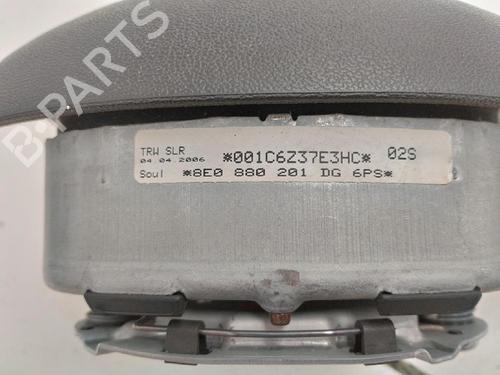 B-PARTS
TRW SLR
04.04.2006
*001C6Z37E3HC* 02S
Soul *8E0 880 201 DG 6PS*